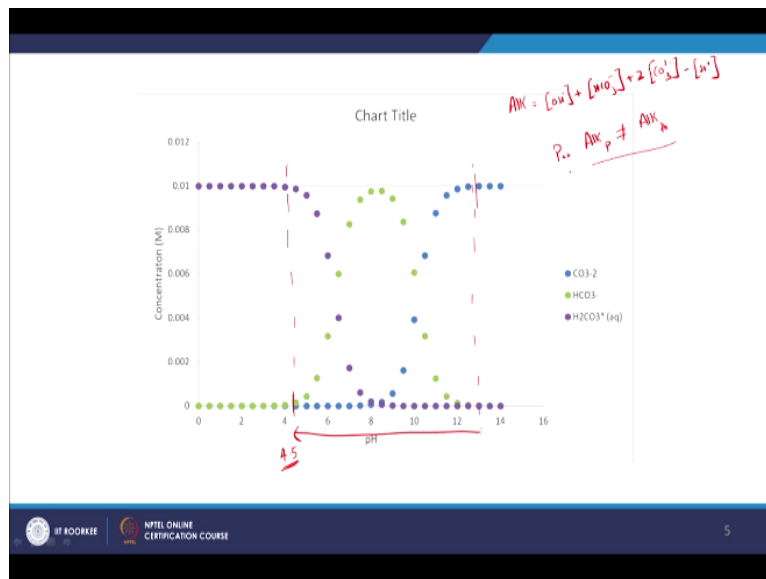 Alk = [OH⁻] + [HCO₃⁻] + 2[CO₃²⁻] - [H⁺]
Alk_P ≠ Alk
Chart Title
0.012
0.01
0.008
0.006
0.004
0.002
0
Concentraton (M)
0 2 4 6 8 10 12 14 16
pH
4.5
CO3-2
HCO3-
H2CO3* (aq)
IIT ROORKEE
NPTEL ONLINE
CERTIFICATION COURSE
5